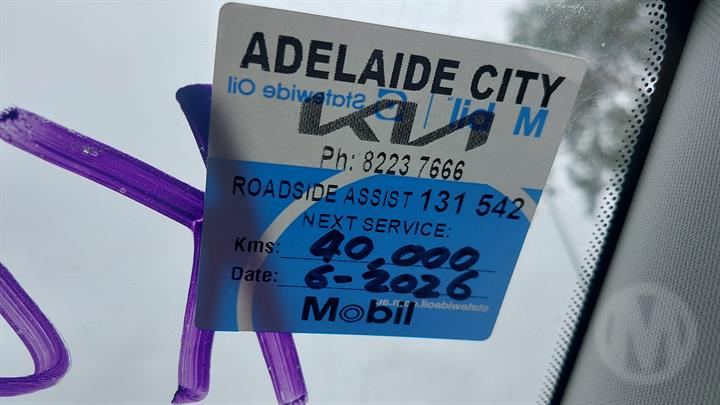 ADELAIDE CITY
Statewide Oil Mobil
KIA
Ph: 8223 7666
ROADSIDE ASSIST 131 542
NEXT SERVICE:
Kms: 40,000
Date: 6-2026
Mobil
statewideoil.com.au